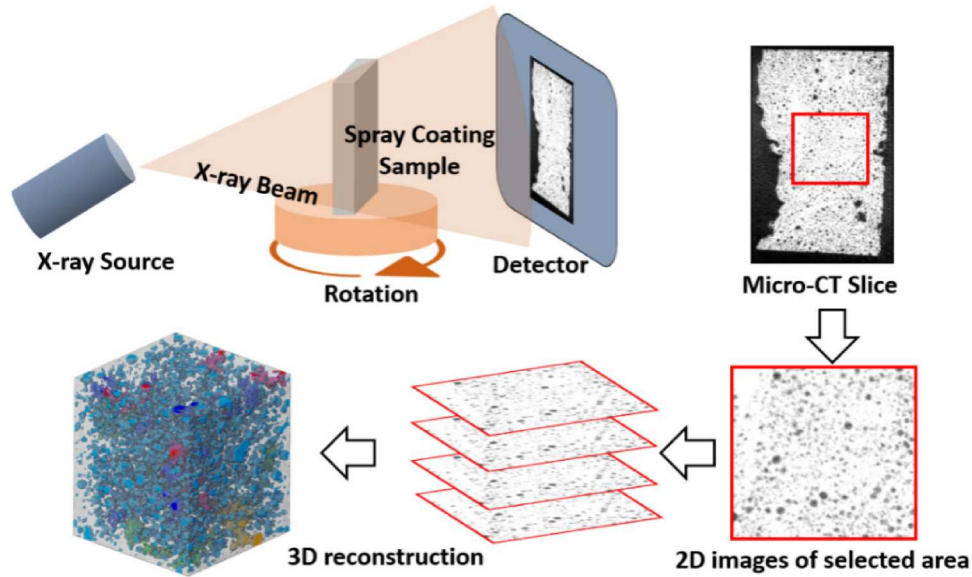 Spray Coating
Sample
X-ray Beam
X-ray Source
Rotation
Detector
Micro-CT Slice
3D reconstruction
2D images of selected area